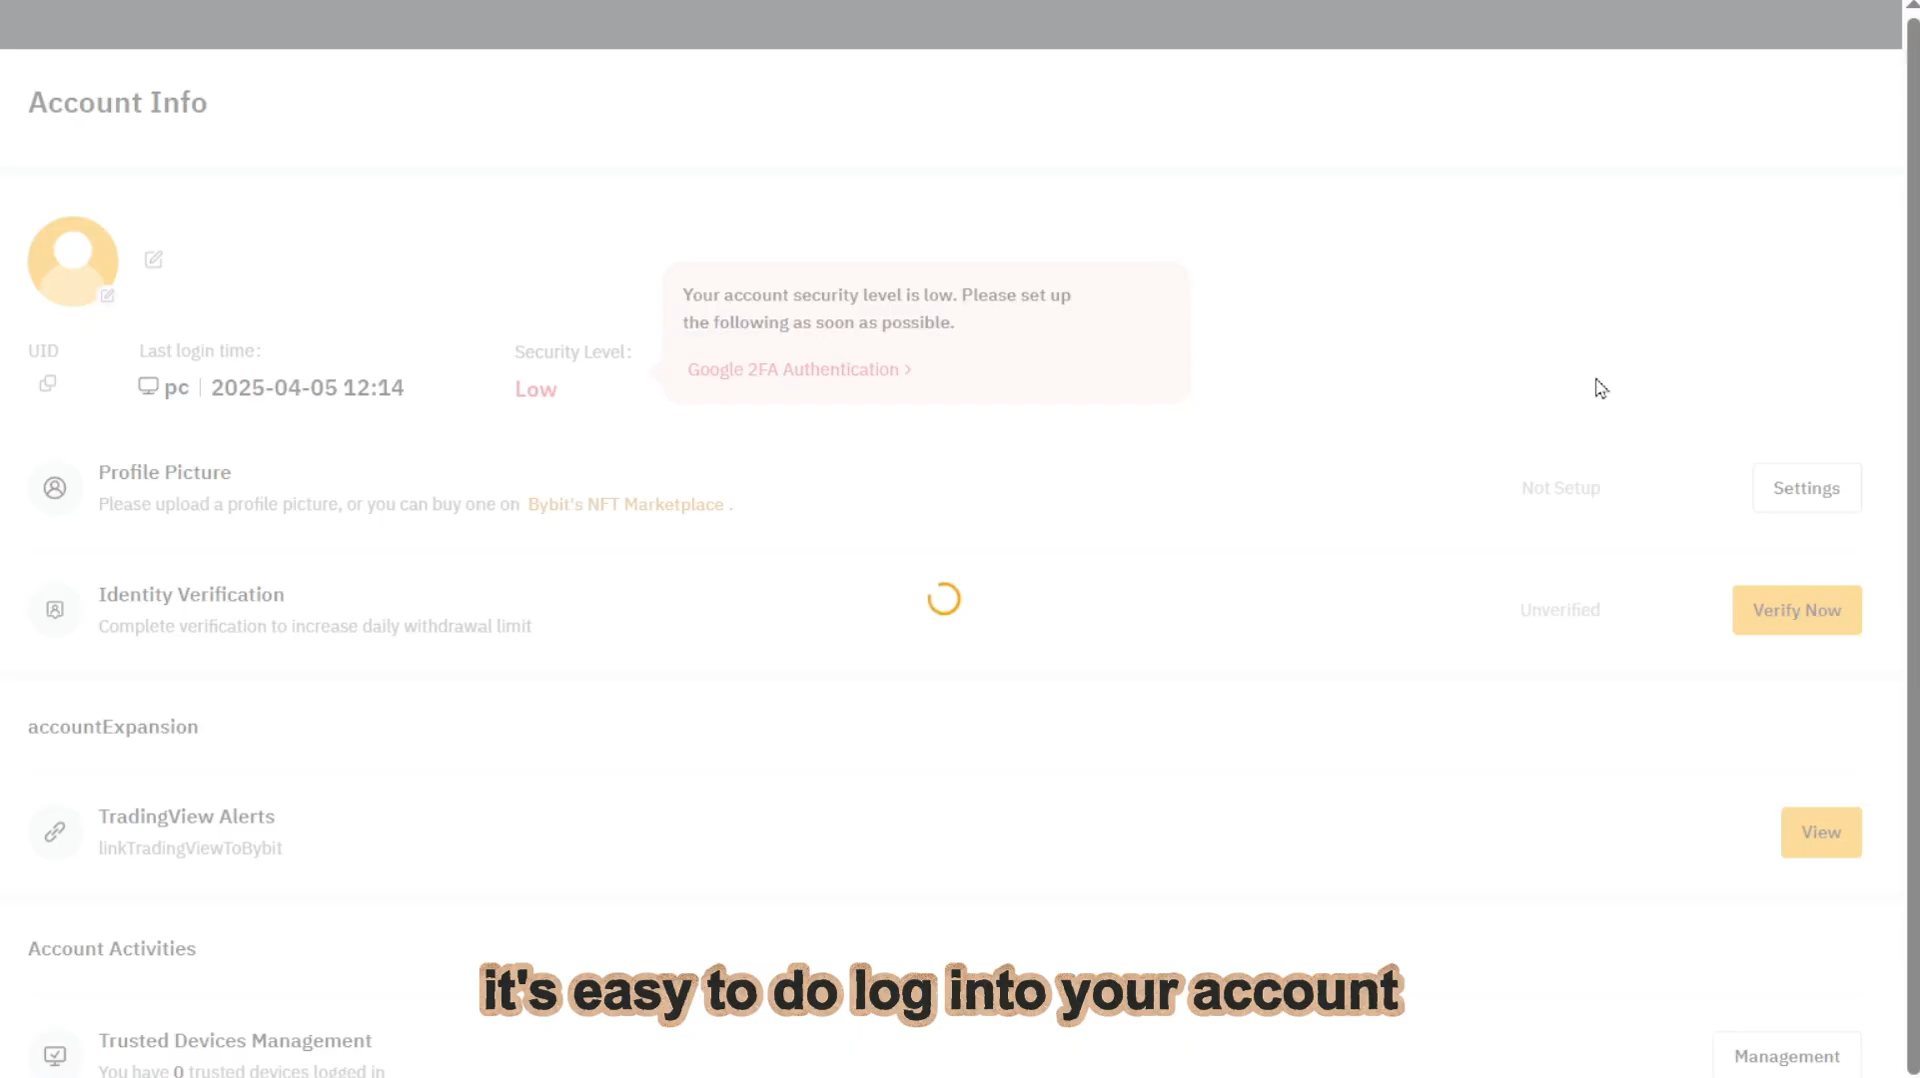 Account Info
UID
Last login time:
Security Level:
pc | 2025-04-05 12:14
Low
Your account security level is low. Please set up
the following as soon as possible.
Google 2FA Authentication >
Profile Picture
Please upload a profile picture, or you can buy one on Bybit's NFT Marketplace .
Not Setup
Settings
Identity Verification
Complete verification to increase daily withdrawal limit
Unverified
Verify Now
accountExpansion
TradingView Alerts
linkTradingViewToBybit
View
Account Activities
it's easy to do log into your account
Trusted Devices Management
You have 0 trusted devices logged in
Management